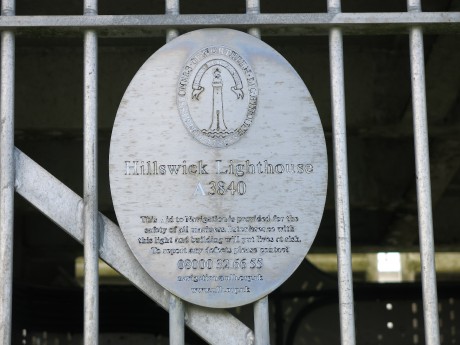 Hillswick Lighthouse
A3840
This Aid to Navigation is provided for the
safety of all mariners. Interference with
this light and building will put lives at risk.
To report any defects please contact
08000 32 66 55
navigation@nlb.org.uk
www.nlb.org.uk